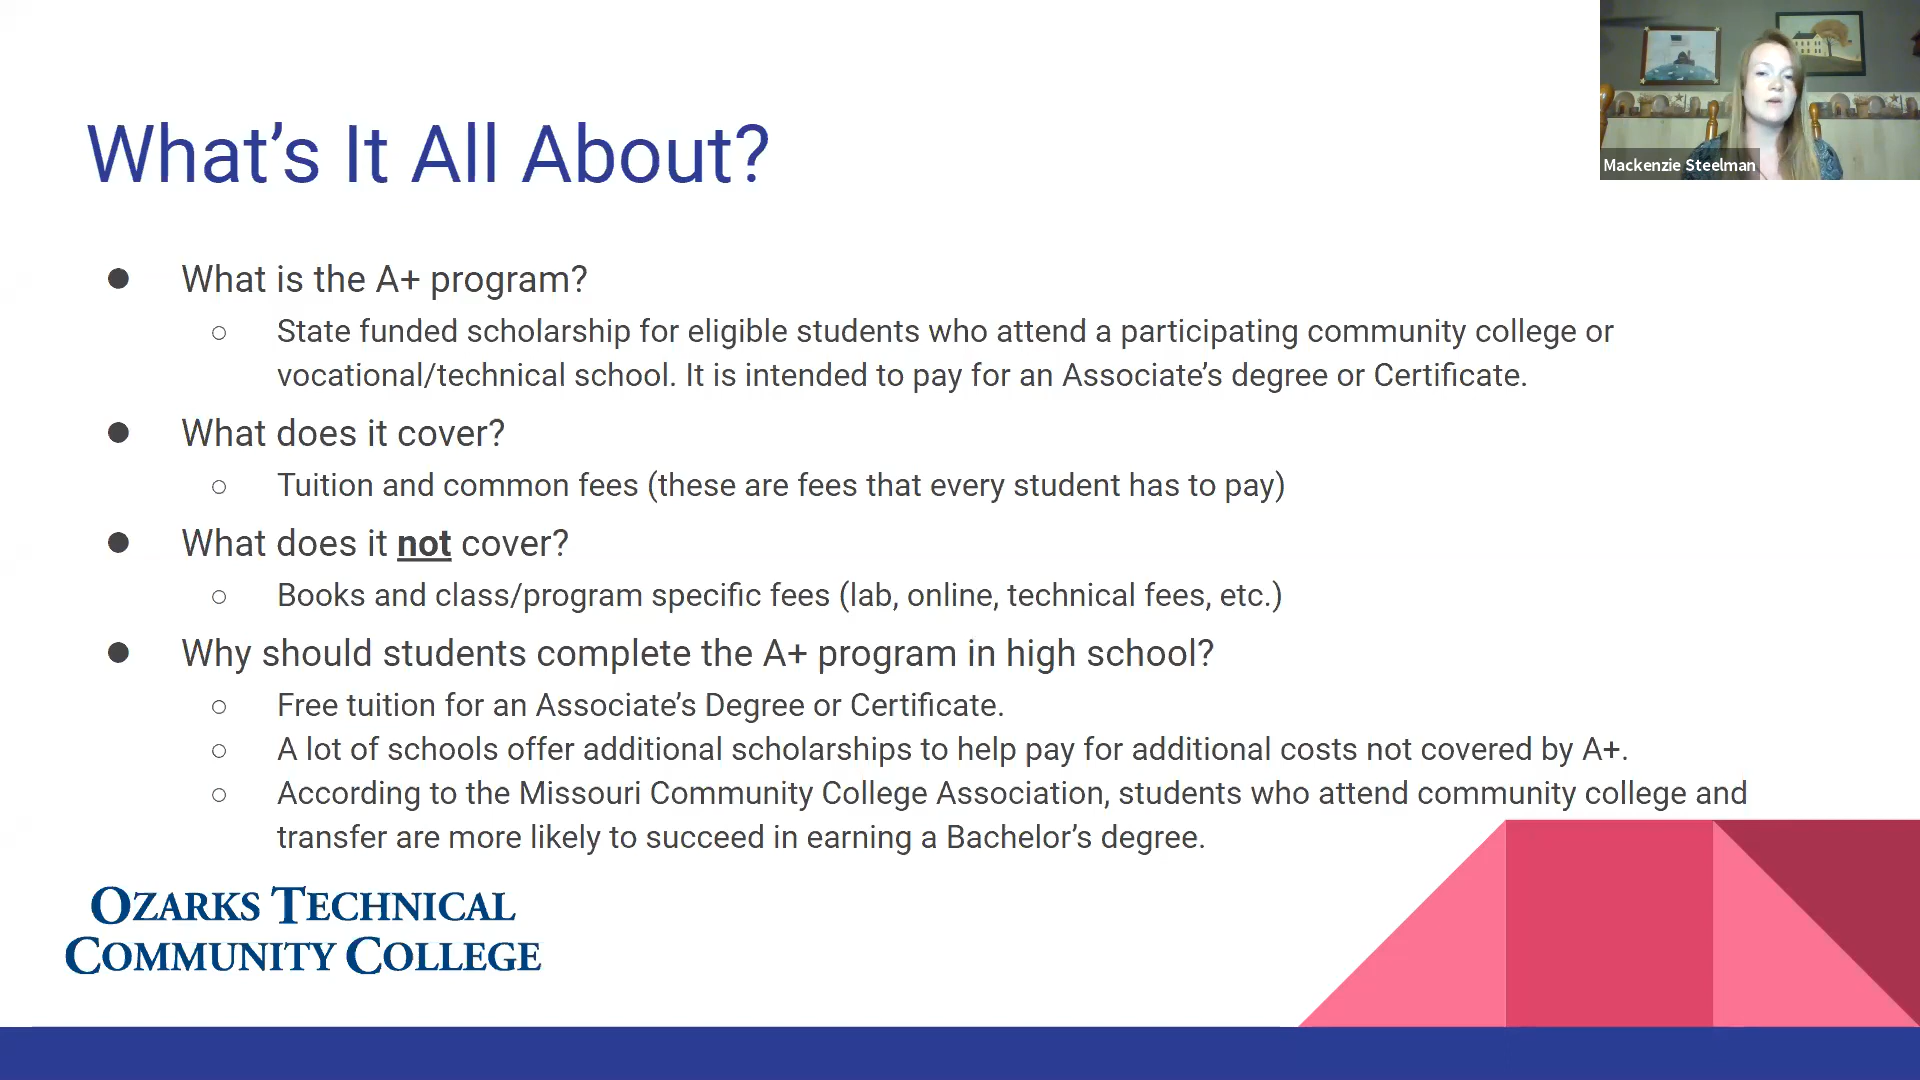 What’s It All About?
Mackenzie Steelman
● What is the A+ program?
○ State funded scholarship for eligible students who attend a participating community college or
vocational/technical school. It is intended to pay for an Associate’s degree or Certificate.
● What does it cover?
○ Tuition and common fees (these are fees that every student has to pay)
● What does it not cover?
○ Books and class/program specific fees (lab, online, technical fees, etc.)
● Why should students complete the A+ program in high school?
○ Free tuition for an Associate’s Degree or Certificate.
○ A lot of schools offer additional scholarships to help pay for additional costs not covered by A+.
○ According to the Missouri Community College Association, students who attend community college and
transfer are more likely to succeed in earning a Bachelor’s degree.
OZARKS TECHNICAL
COMMUNITY COLLEGE